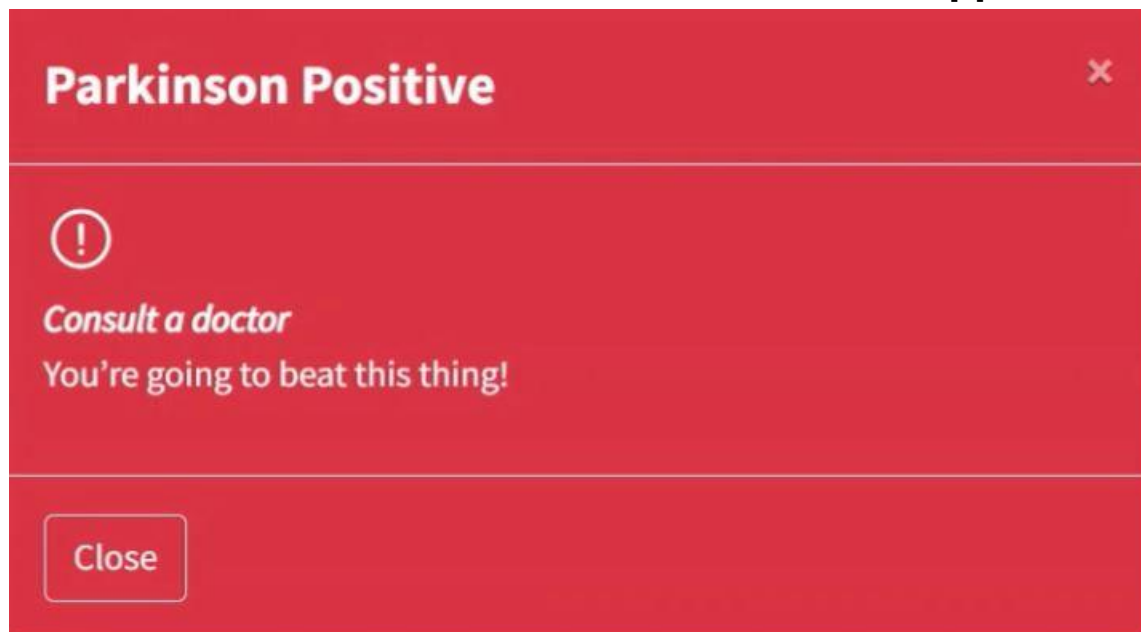 Parkinson Positive
×
Consult a doctor
You're going to beat this thing!
Close